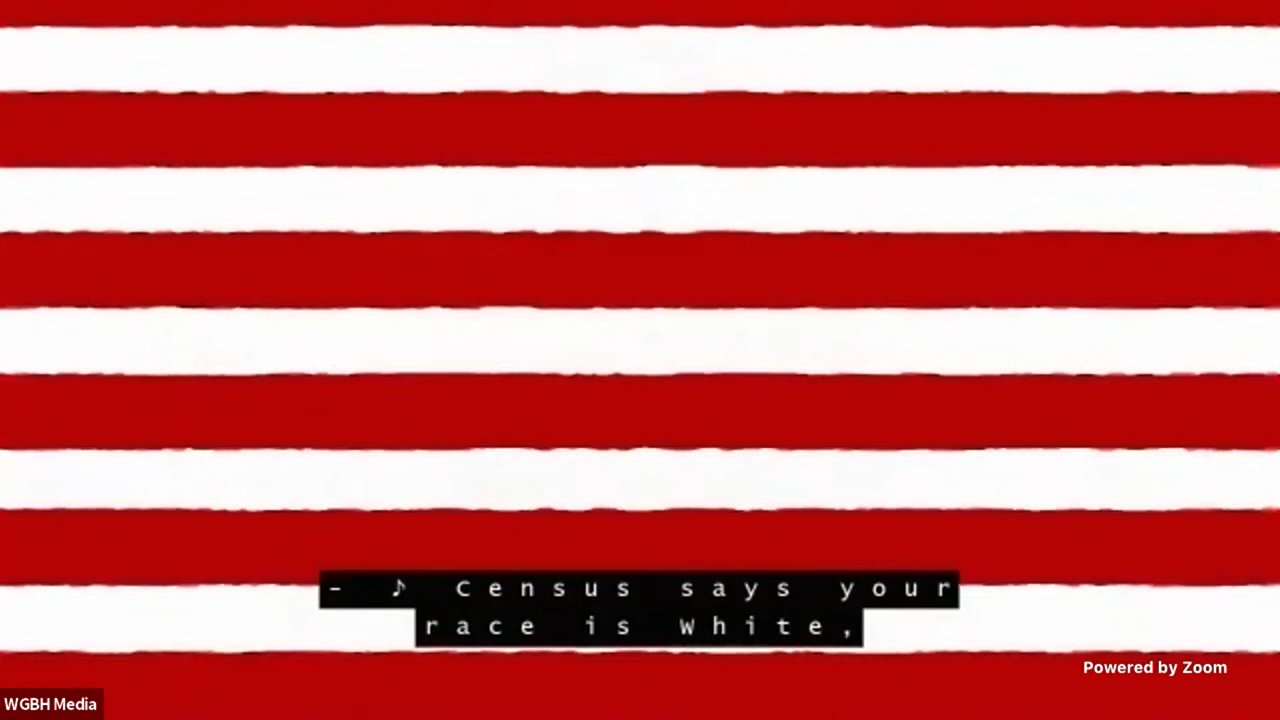 - ♪ Census says your
race is White,
Powered by Zoom
WGBH Media